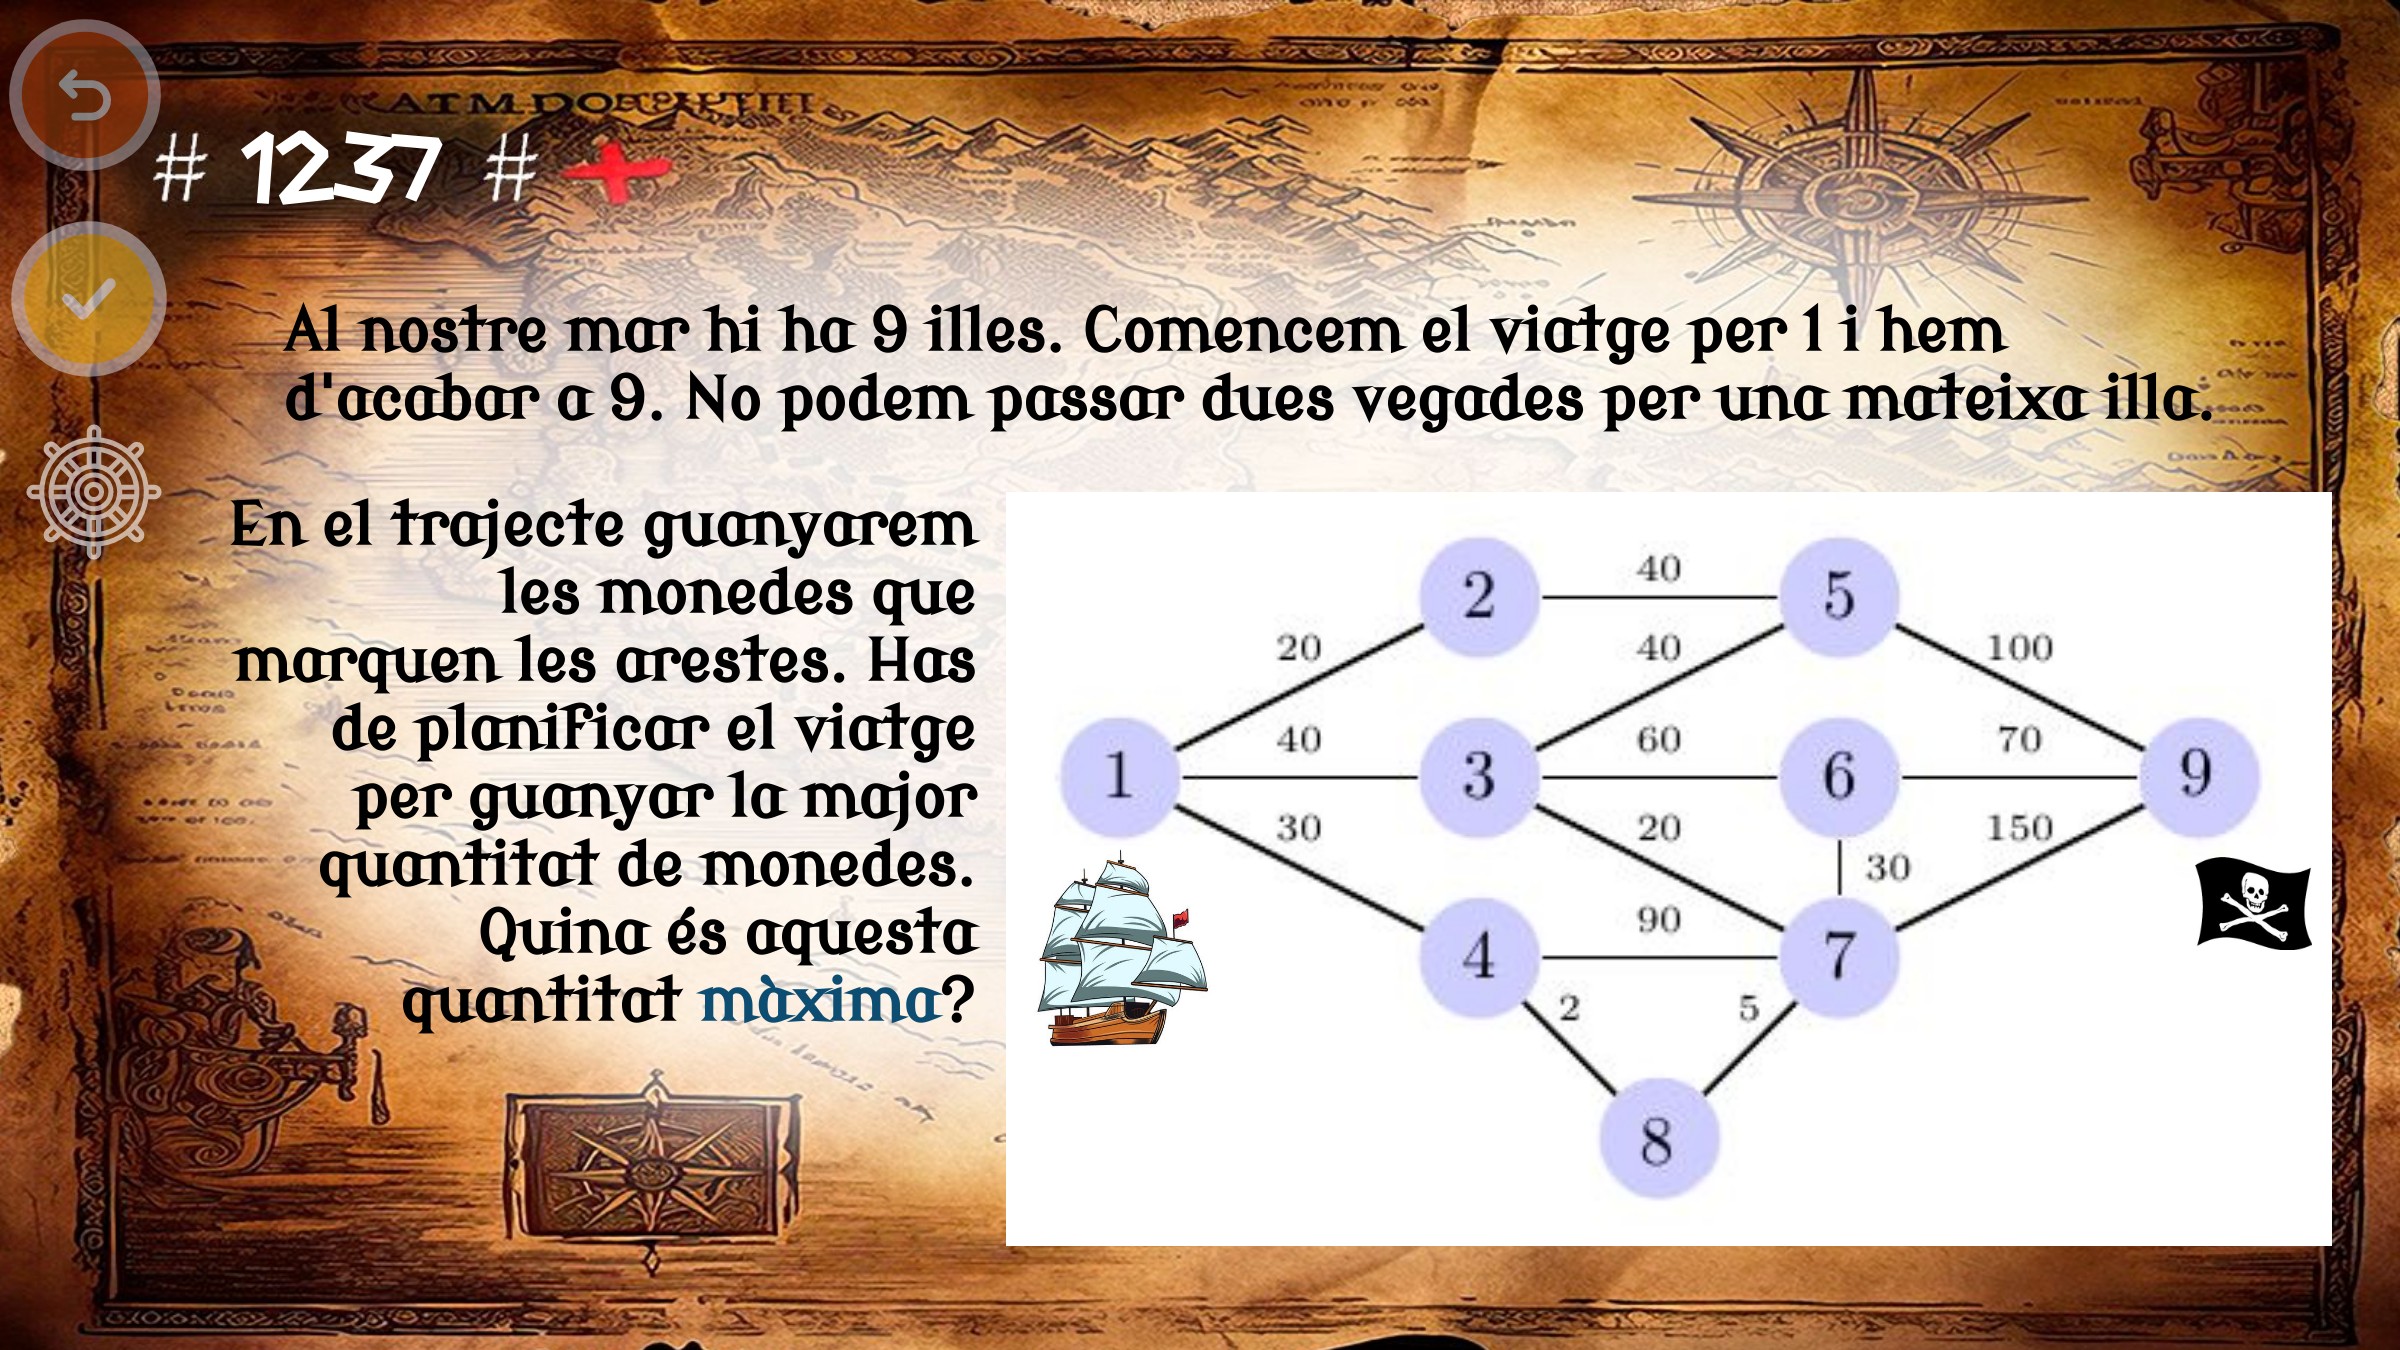 # 1237 #
Al nostre mar hi ha 9 illes. Comencem el viatge per 1 i hem
d'acabar a 9. No podem passar dues vegades per una mateixa illa.
En el trajecte guanyarem
les monedes que
marquen les arestes. Has
de planificar el viatge
per guanyar la major
quantitat de monedes.
Quina és aquesta
quantitat màxima?
2
40
5
20
40
100
1
40
3
60
6
70
9
30
20
30
150
4
90
7
2
5
8